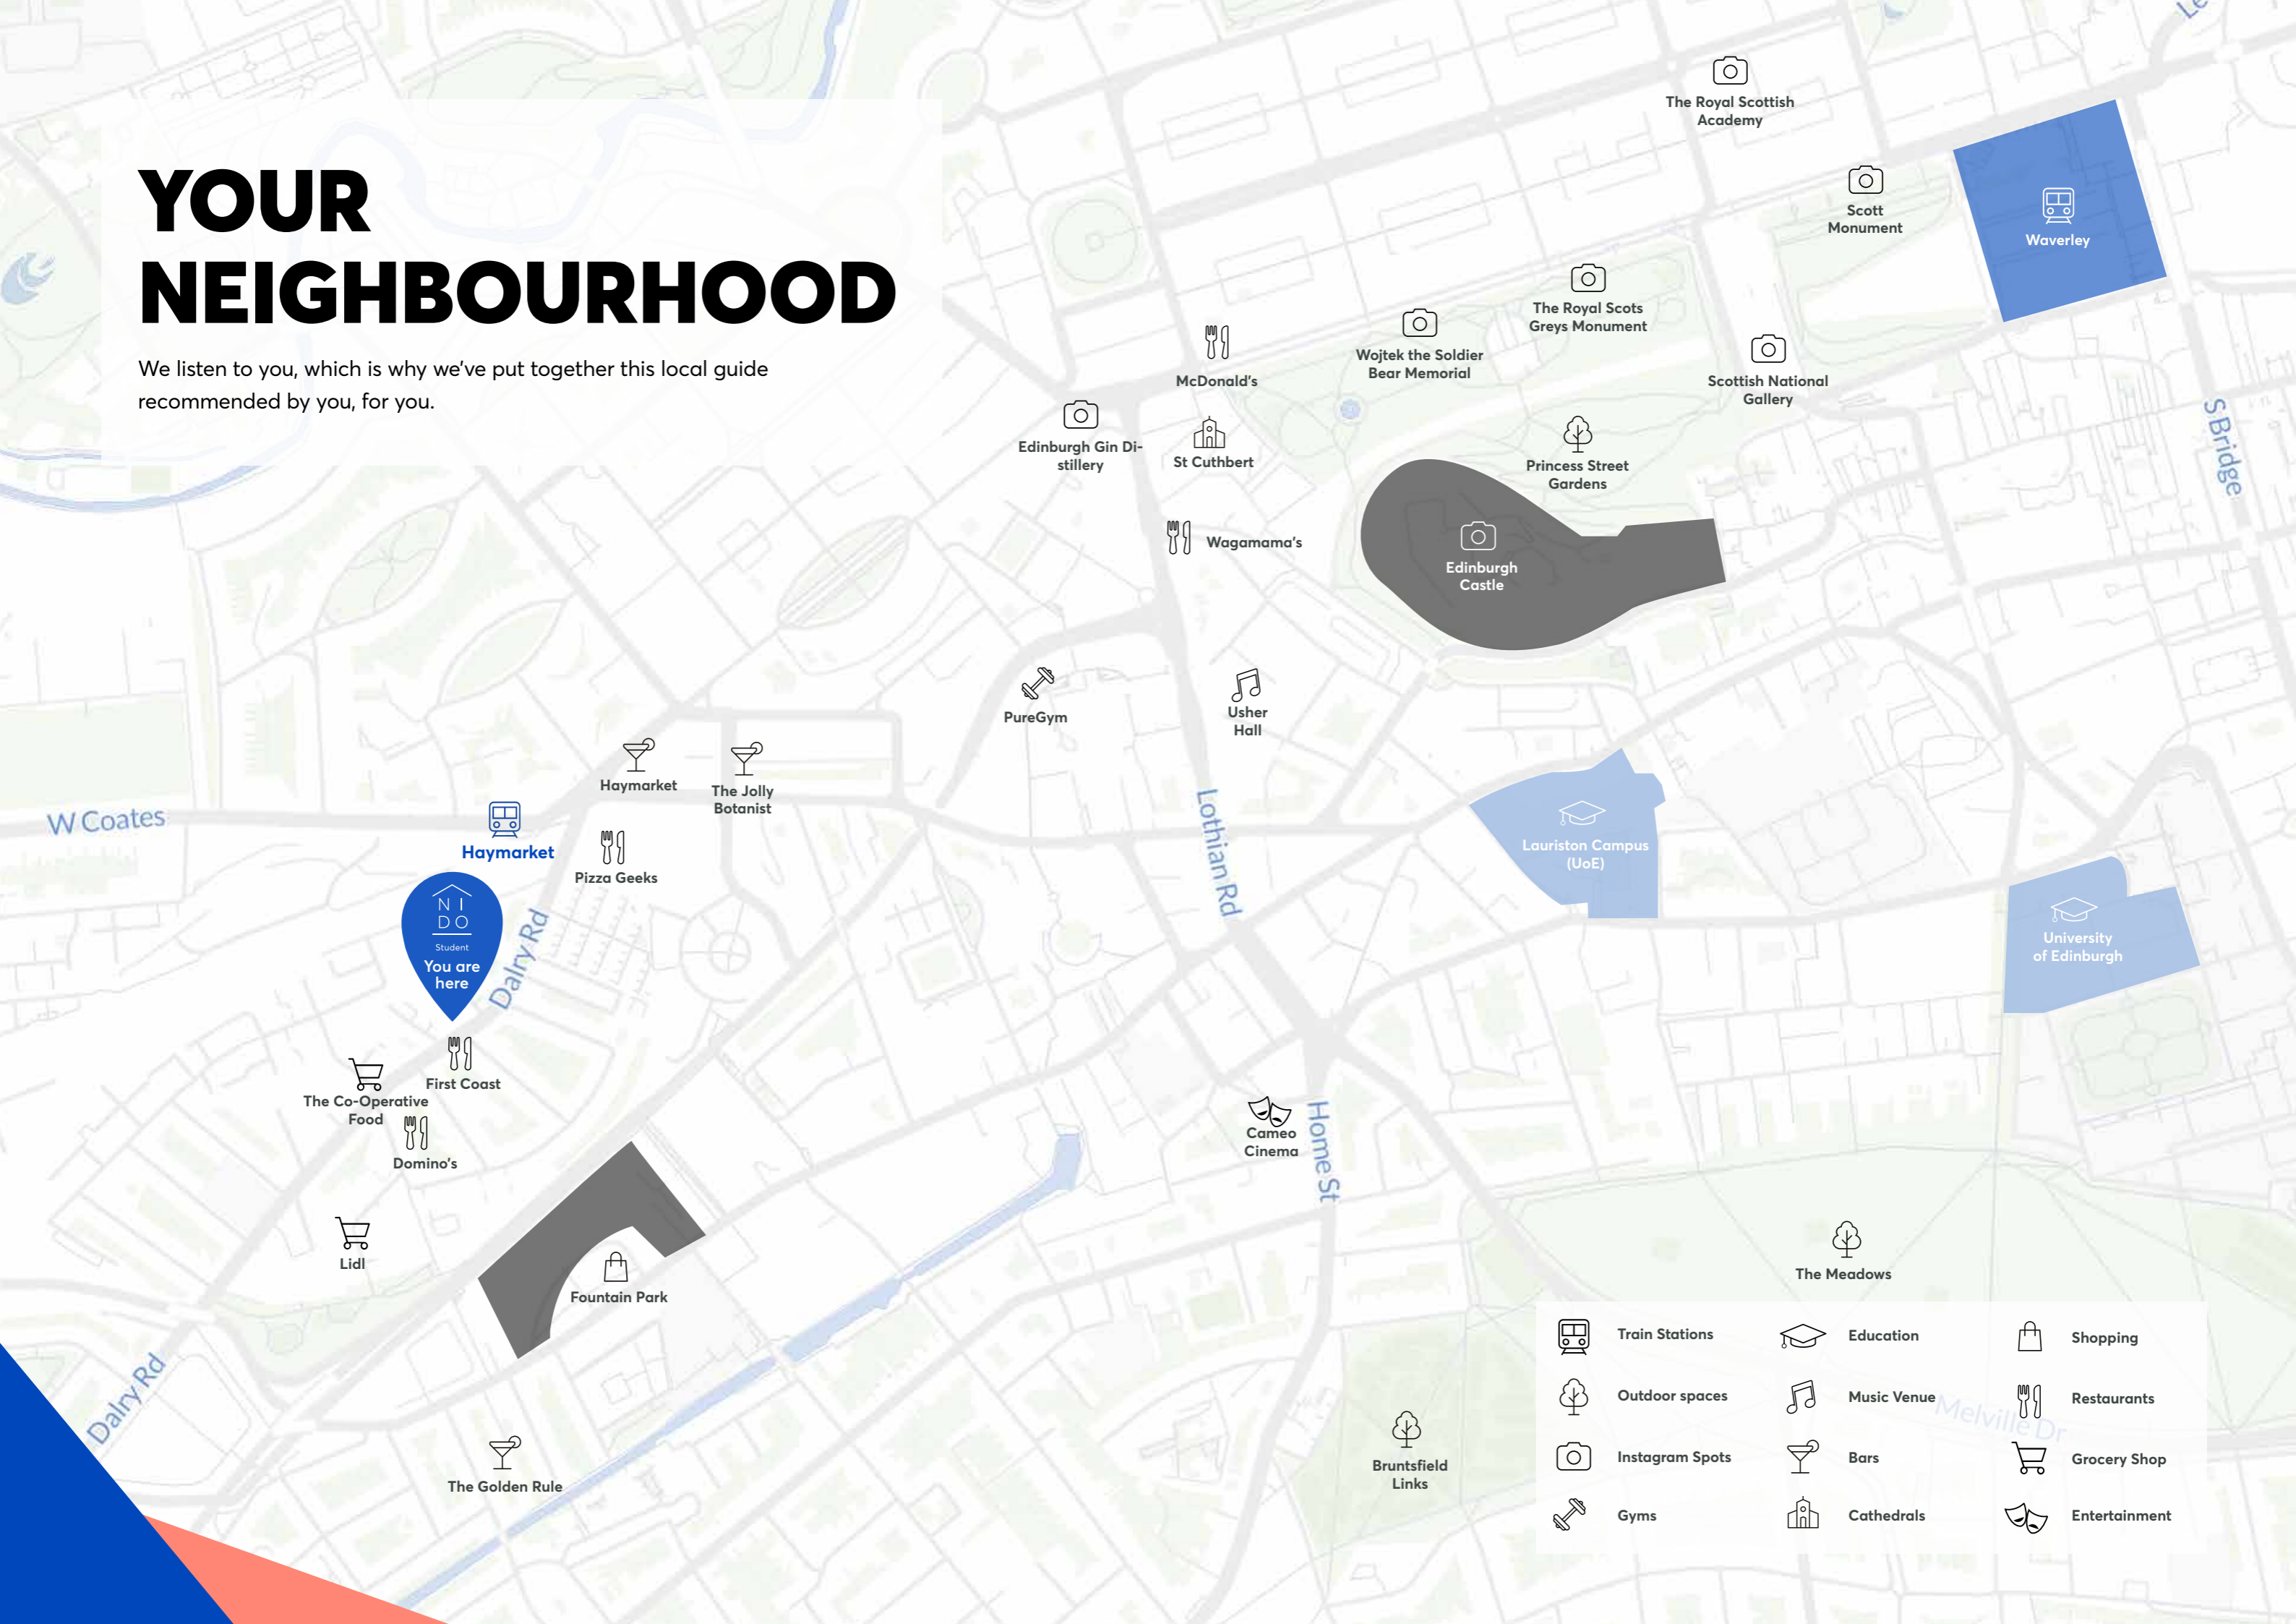 YOUR
NEIGHBOURHOOD
We listen to you, which is why we've put together this local guide
recommended by you, for you.
The Royal Scottish
Academy
Scott
Monument
Waverley
The Royal Scots
Greys Monument
Wojtek the Soldier
Bear Memorial
McDonald's
Scottish National
Gallery
Edinburgh Gin Di-
stillery
St Cuthbert
Princess Street
Gardens
S Bridge
Wagamama's
Edinburgh
Castle
PureGym
Usher
Hall
Haymarket
The Jolly
Botanist
W Coates
Haymarket
Pizza Geeks
Lothian Rd
Lauriston Campus
(UoE)
NI
DO
Student
You are
here
Dalry Rd
University
of Edinburgh
First Coast
The Co-Operative
Food
Domino's
Cameo
Cinema
Home St
Lidl
Fountain Park
The Meadows
Dalry Rd
The Golden Rule
Bruntsfield
Links
Train Stations
Education
Shopping
Outdoor spaces
Music Venue
Restaurants
Melville Dr
Instagram Spots
Bars
Grocery Shop
Gyms
Cathedrals
Entertainment